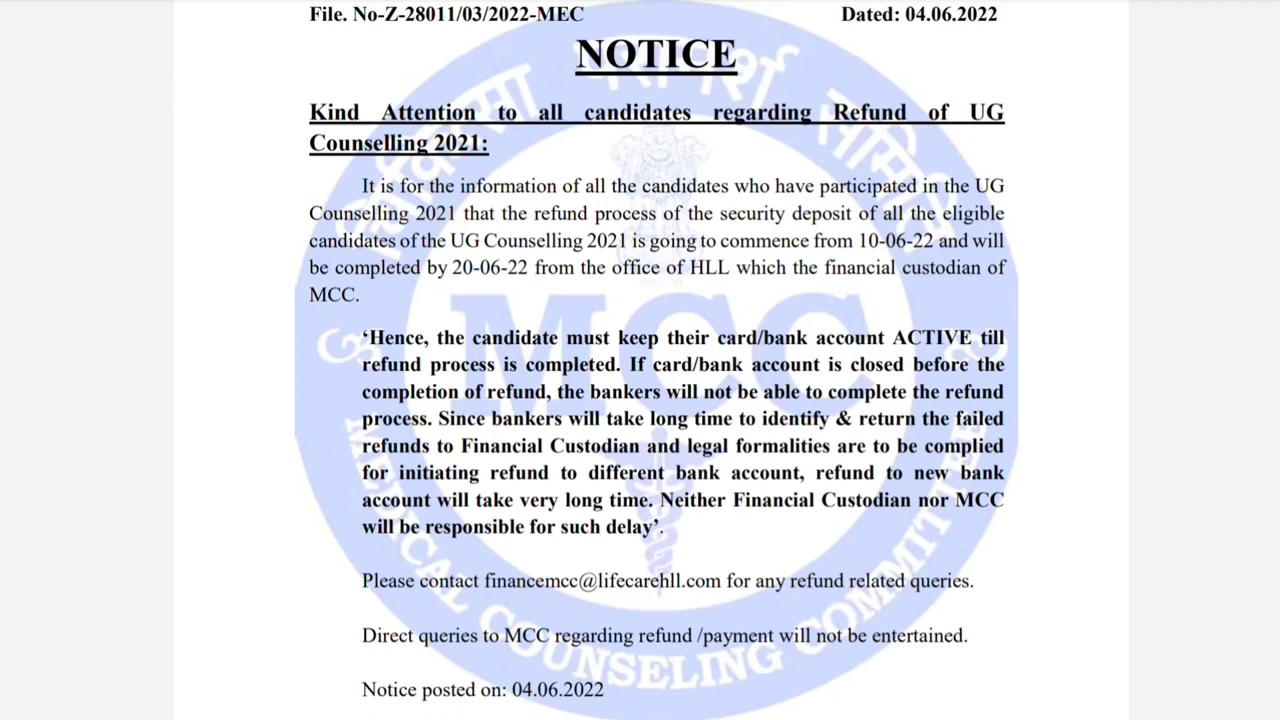 File. No-Z-28011/03/2022-MEC Dated: 04.06.2022
NOTICE
Kind Attention to all candidates regarding Refund of UG
Counselling 2021:
It is for the information of all the candidates who have participated in the UG
Counselling 2021 that the refund process of the security deposit of all the eligible
candidates of the UG Counselling 2021 is going to commence from 10-06-22 and will
be completed by 20-06-22 from the office of HLL which the financial custodian of
MCC.
‘Hence, the candidate must keep their card/bank account ACTIVE till
refund process is completed. If card/bank account is closed before the
completion of refund, the bankers will not be able to complete the refund
process. Since bankers will take long time to identify & return the failed
refunds to Financial Custodian and legal formalities are to be complied
for initiating refund to different bank account, refund to new bank
account will take very long time. Neither Financial Custodian nor MCC
will be responsible for such delay’.
Please contact financemcc@lifecarehll.com for any refund related queries.
Direct queries to MCC regarding refund /payment will not be entertained.
Notice posted on: 04.06.2022
चिकित्सा परामर्श समिति
MCC
MEDICAL COUNSELING COMMITTEE